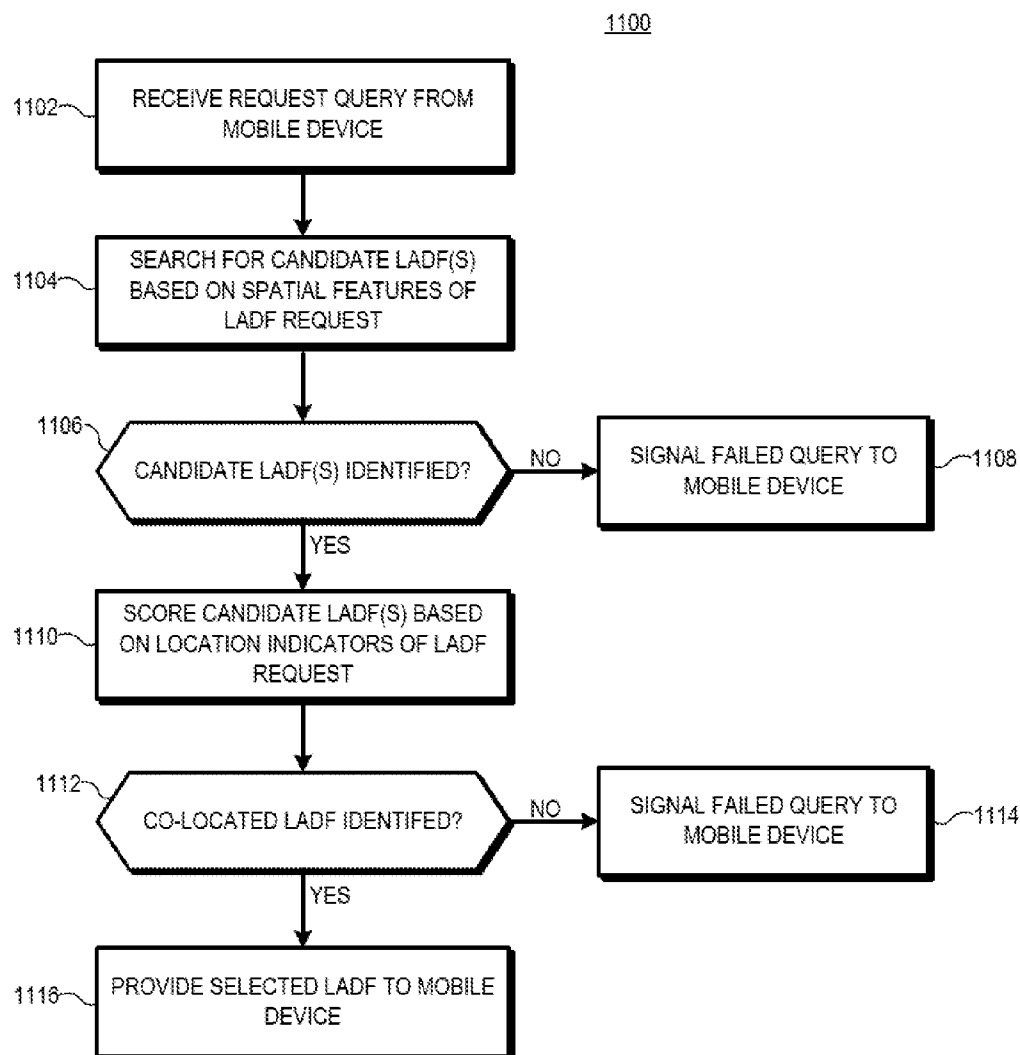 1100
1102
RECEIVE REQUEST QUERY FROM
MOBILE DEVICE
1104
SEARCH FOR CANDIDATE LADF(S)
BASED ON SPATIAL FEATURES OF
LADF REQUEST
1106
CANDIDATE LADF(S) IDENTIFIED?
NO
SIGNAL FAILED QUERY TO
MOBILE DEVICE
1108
YES
1110
SCORE CANDIDATE LADF(S) BASED
ON LOCATION INDICATORS OF LADF
REQUEST
1112
CO-LOCATED LADF IDENTIFED?
NO
SIGNAL FAILED QUERY TO
MOBILE DEVICE
1114
YES
1116
PROVIDE SELECTED LADF TO MOBILE
DEVICE